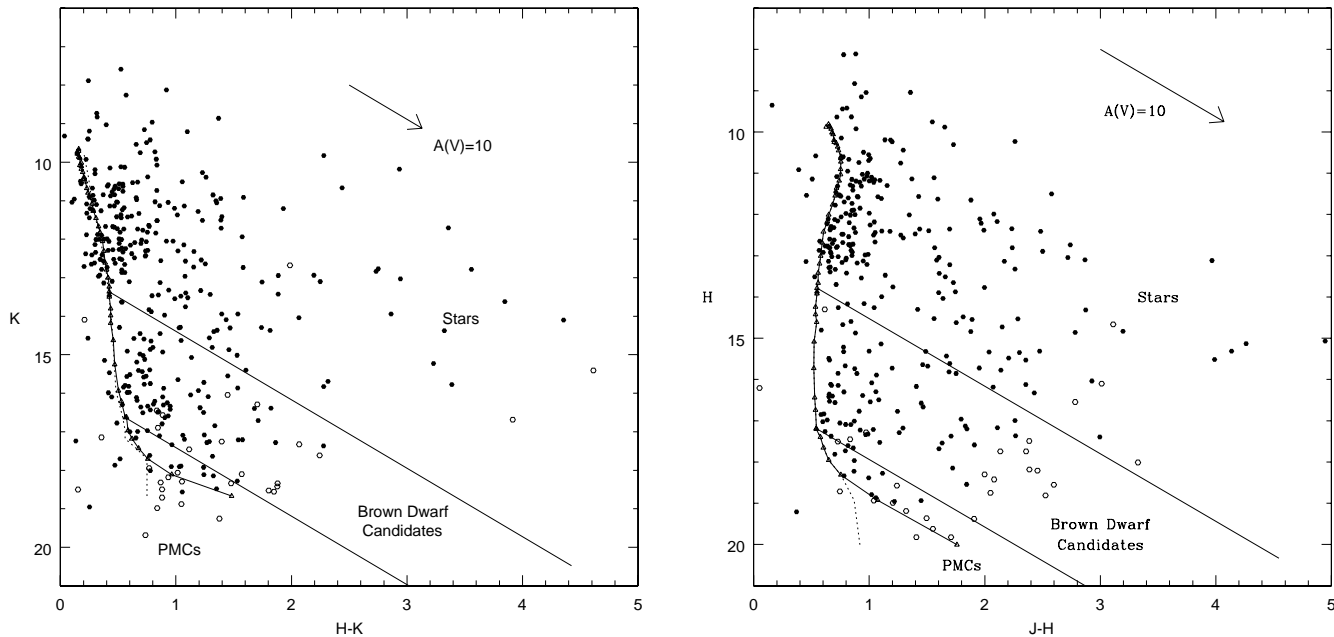 10
15
20
K
0
1
2
3
4
5
H-K
A(V)=10
Stars
Brown Dwarf
Candidates
PMCs
10
15
20
H
0
1
2
3
4
5
J-H
A(V)=10
Stars
Brown Dwarf
Candidates
PMCs